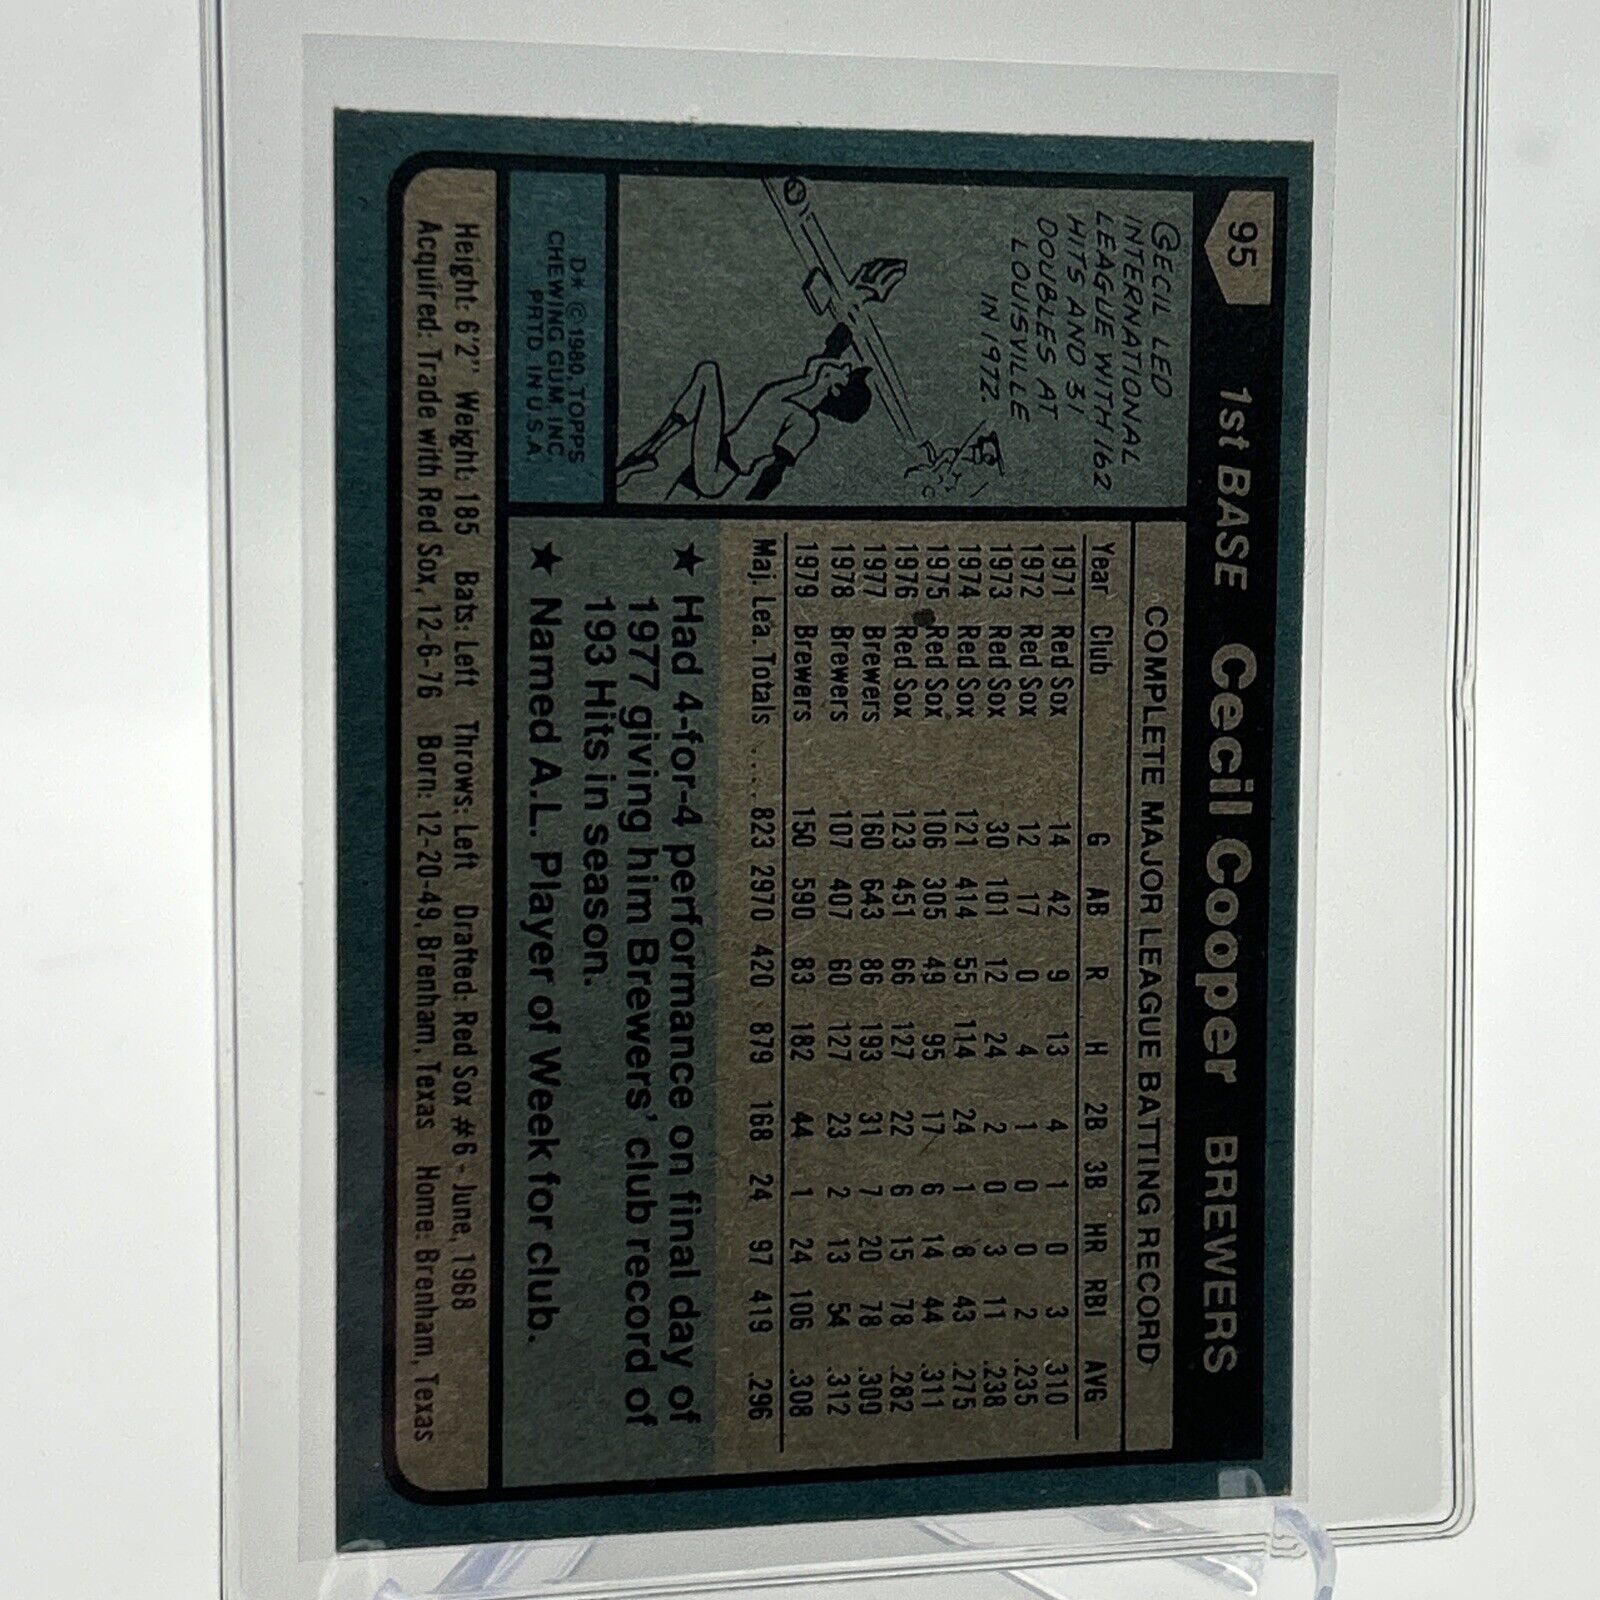 95 1st BASE Cecil Cooper BREWERS
CECIL LED
INTERNATIONAL
LEAGUE WITH 162
HITS AND 31
DOUBLES AT
LOUISVILLE
IN 1972.
D* © 1980, TOPPS
CHEWING GUM, INC.
PRTD. IN U.S.A.
COMPLETE MAJOR LEAGUE BATTING RECORD
Year Club G AB R H 2B 3B HR RBI AVG
1971 Red Sox 14 42 9 13 4 1 0 3 .310
1972 Red Sox 12 17 0 4 1 0 0 2 .235
1973 Red Sox 30 101 12 24 2 0 3 11 .238
1974 Red Sox 121 414 55 114 24 1 8 43 .275
1975 Red Sox 106 305 49 95 17 6 14 44 .311
1976 Red Sox 123 451 66 127 22 6 15 78 .282
1977 Brewers 160 643 86 193 31 7 20 78 .300
1978 Brewers 107 407 60 127 23 2 13 54 .312
1979 Brewers 150 590 83 182 44 1 24 106 .308
Maj. Lea. Totals .... 823 2970 420 879 168 24 97 419 .296
★ Had 4-for-4 performance on final day of
1977 giving him Brewers' club record of
193 Hits in season.
★ Named A.L. Player of Week for club.
Height: 6'2" Weight: 185 Bats: Left Throws: Left Drafted: Red Sox #6 - June, 1968
Acquired: Trade with Red Sox, 12-6-76 Born: 12-20-49, Brenham, Texas Home: Brenham, Texas